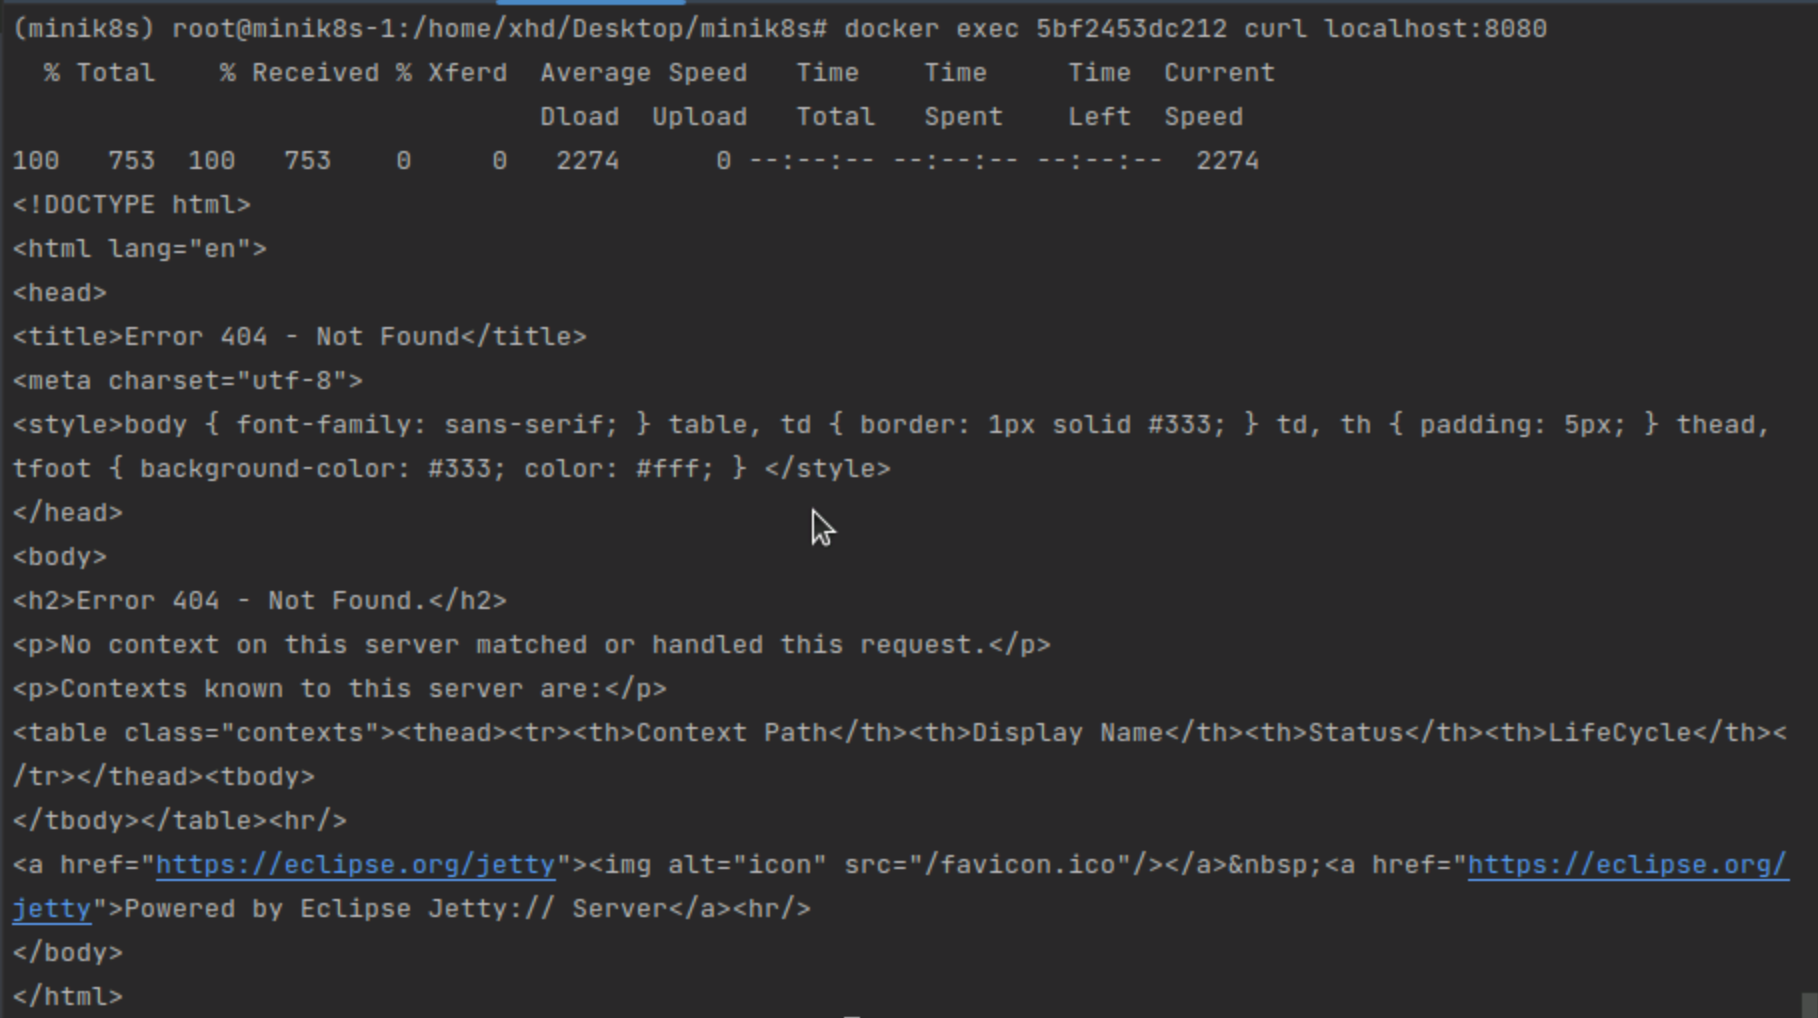 (minik8s) root@minik8s-1:/home/xhd/Desktop/minik8s# docker exec 5bf2453dc212 curl localhost:8080
  % Total    % Received % Xferd  Average Speed   Time    Time     Time  Current
                                 Dload  Upload   Total   Spent    Left  Speed
100   753  100   753    0     0   2274      0 --:--:-- --:--:-- --:--:--  2274
<!DOCTYPE html>
<html lang="en">
<head>
<title>Error 404 - Not Found</title>
<meta charset="utf-8">
<style>body { font-family: sans-serif; } table, td { border: 1px solid #333; } td, th { padding: 5px; } thead,
tfoot { background-color: #333; color: #fff; } </style>
</head>
<body>
<h2>Error 404 - Not Found.</h2>
<p>No context on this server matched or handled this request.</p>
<p>Contexts known to this server are:</p>
<table class="contexts"><thead><tr><th>Context Path</th><th>Display Name</th><th>Status</th><th>LifeCycle</th><
/tr></thead><tbody>
</tbody></table><hr/>
<a href="https://eclipse.org/jetty"><img alt="icon" src="/favicon.ico"/></a>&nbsp;<a href="https://eclipse.org/
jetty">Powered by Eclipse Jetty:// Server</a><hr/>
</body>
</html>